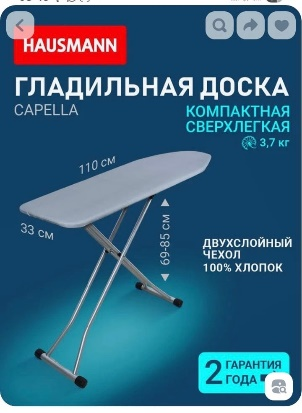 HAUSMANN
ГЛАДИЛЬНАЯ ДОСКА
CAPELLA
КОМПАКТНАЯ
СВЕРХЛЕГКАЯ
3,7 кг
110 см
33 см
69-85 см
ДВУХСЛОЙНЫЙ
ЧЕХОЛ
100% ХЛОПОК
2 ГАРАНТИЯ
ГОДА